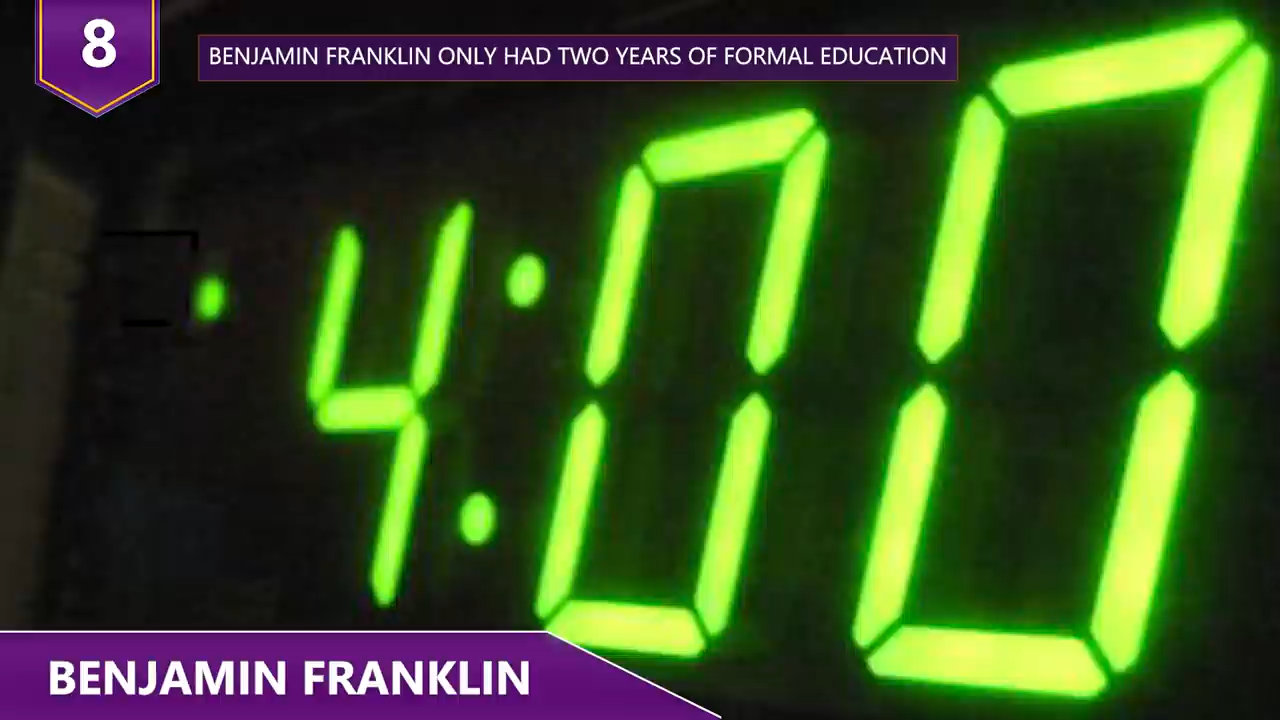 8
BENJAMIN FRANKLIN ONLY HAD TWO YEARS OF FORMAL EDUCATION
4:00
BENJAMIN FRANKLIN